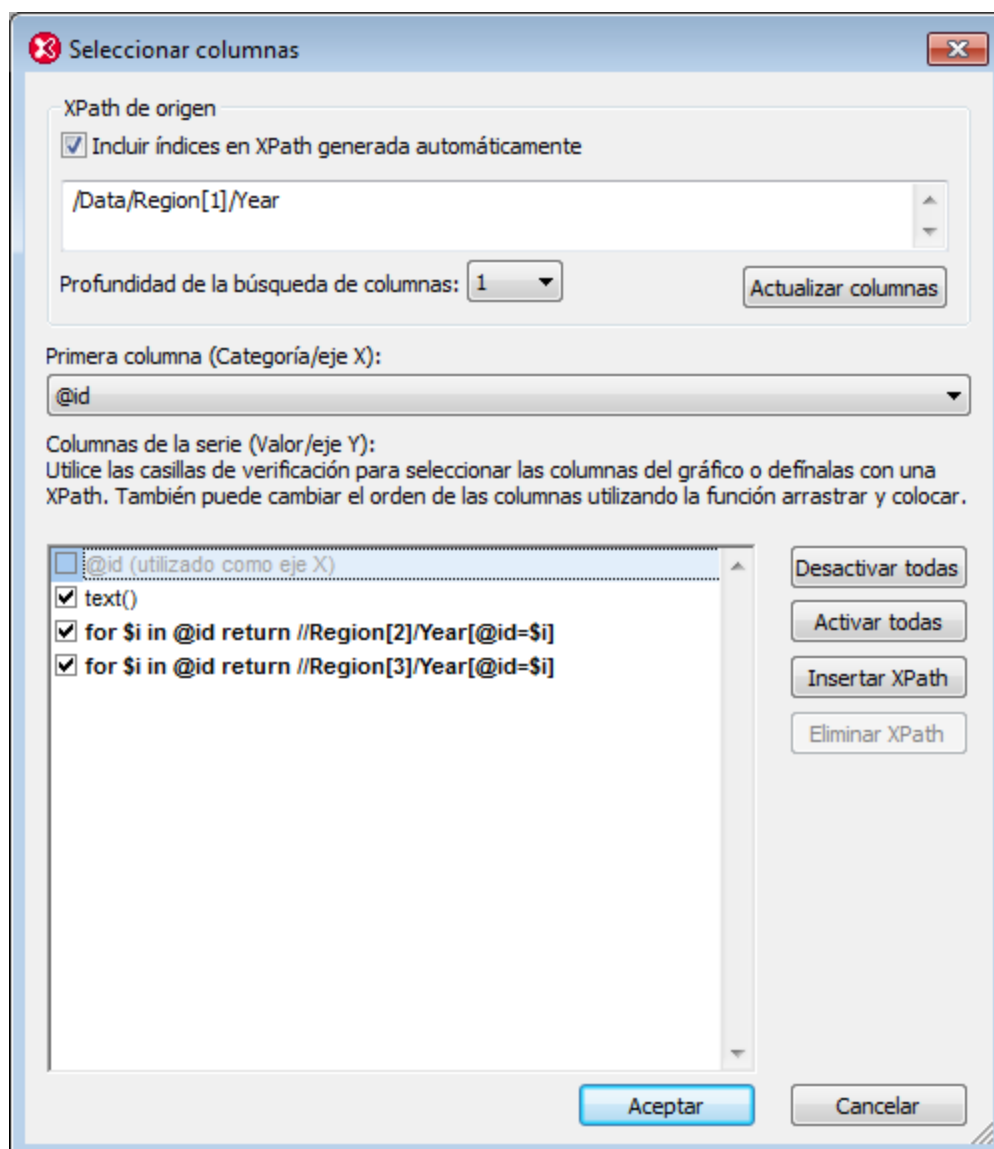 Seleccionar columnas
XPath de origen
Incluir índices en XPath generada automáticamente
/Data/Region[1]/Year
Profundidad de la búsqueda de columnas: 1
Actualizar columnas
Primera columna (Categoría/eje X):
@id
Columnas de la serie (Valor/eje Y):
Utilice las casillas de verificación para seleccionar las columnas del gráfico o defínalas con una
XPath. También puede cambiar el orden de las columnas utilizando la función arrastrar y colocar.
@id (utilizado como eje X)
text()
for $i in @id return //Region[2]/Year[@id=$i]
for $i in @id return //Region[3]/Year[@id=$i]
Desactivar todas
Activar todas
Insertar XPath
Eliminar XPath
Aceptar
Cancelar